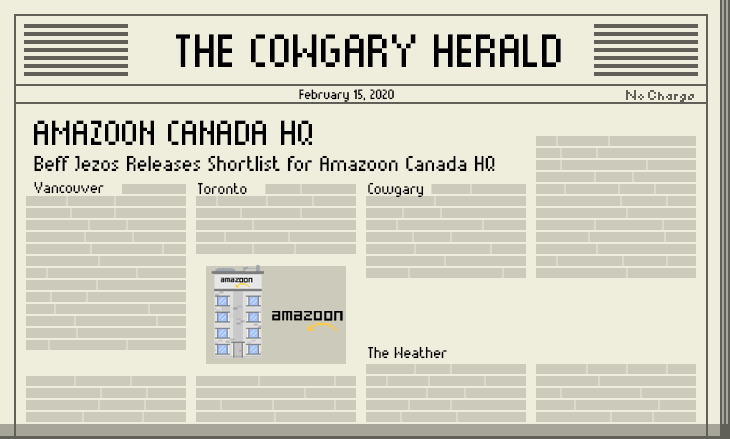 THE COWGARY HERALD
February 15, 2020
No Charge
AMAZOON CANADA HQ
Beff Jezos Releases Shortlist for Amazoon Canada HQ
Vancouver
Toronto
Cowgary
amazoon
amazoon
The Weather